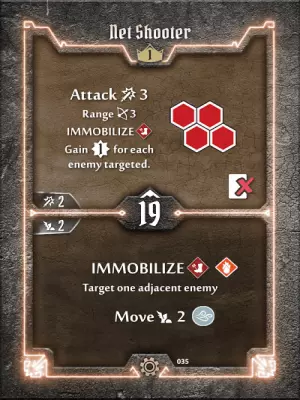 Net Shooter
1
Attack 3
Range 3
IMMOBILIZE
Gain 1 for each
enemy targeted.
2
2
19
IMMOBILIZE
Target one adjacent enemy
Move 2
035